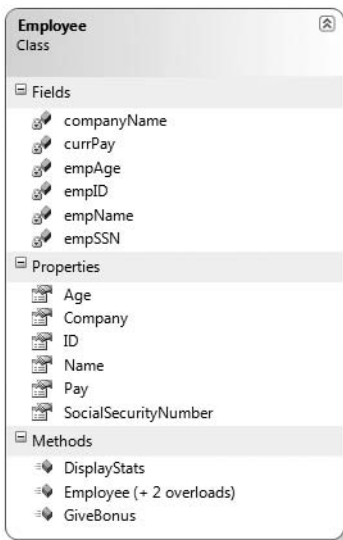 Employee
Class
Fields
companyName
currPay
empAge
empID
empName
empSSN
Properties
Age
Company
ID
Name
Pay
SocialSecurityNumber
Methods
DisplayStats
Employee (+ 2 overloads)
GiveBonus